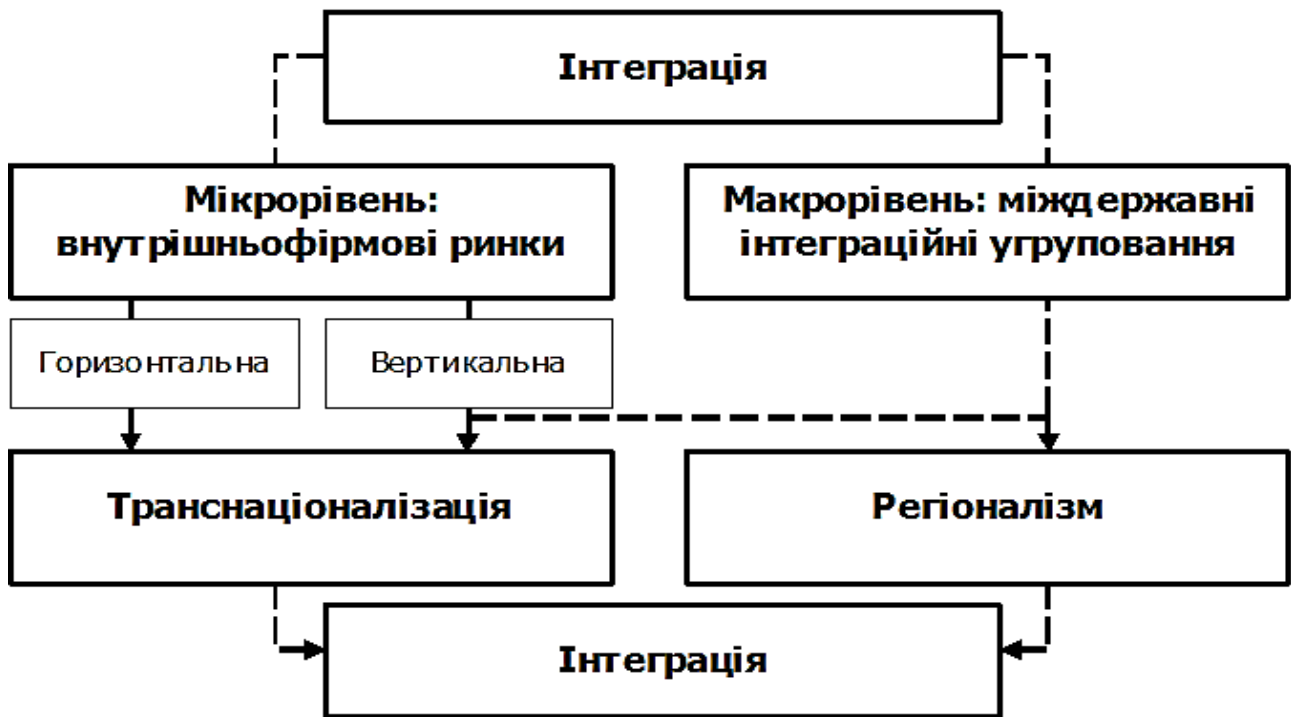 Інтеграція
Мікрорівень:
внутрішньофірмові ринки
Макрорівень: міждержавні
інтеграційні угруповання
Горизонтальна
Вертикальна
Транснаціоналізація
Регіоналізм
Інтеграція